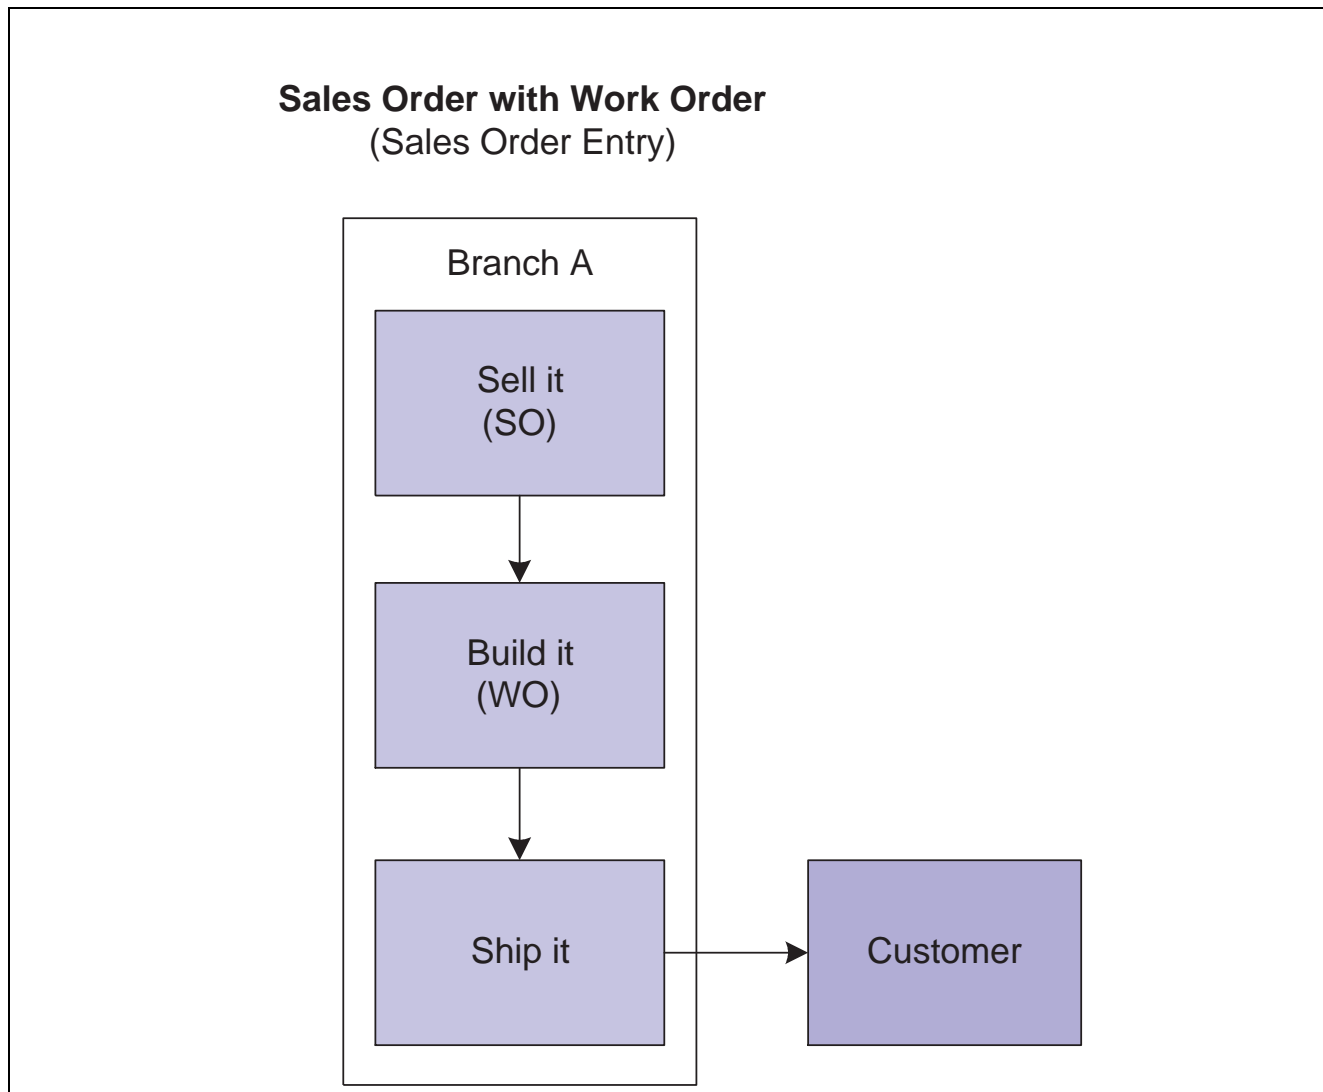 Sales Order with Work Order
(Sales Order Entry)
Branch A
Sell it
(SO)
Build it
(WO)
Ship it
Customer